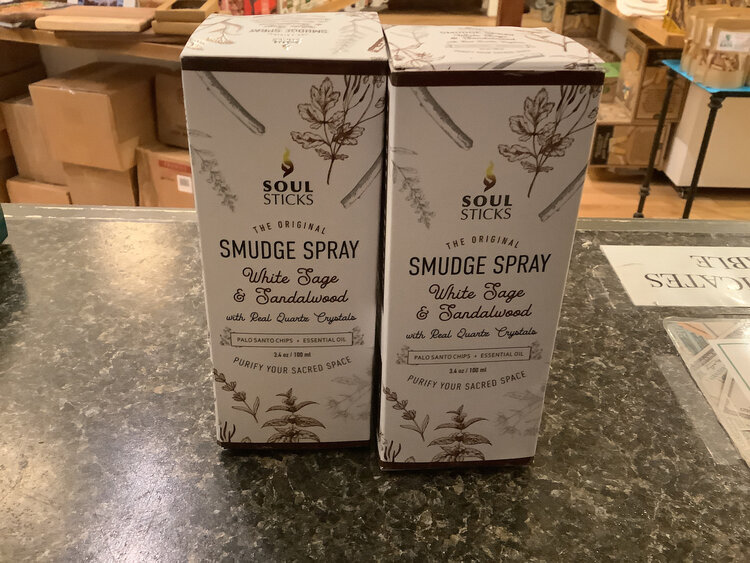 SMUDGE SPRAY
SOUL
STICKS
THE ORIGINAL
SMUDGE SPRAY
White Sage
& Sandalwood
with Real Quartz Crystals
PALO SANTO CHIPS + ESSENTIAL OIL
3.4 oz / 100 ml
PURIFY YOUR SACRED SPACE
SOUL
STICKS
THE ORIGINAL
SMUDGE SPRAY
White Sage
& Sandalwood
with Real Quartz Crystals
PALO SANTO CHIPS + ESSENTIAL OIL
3.4 oz / 100 ml
PURIFY YOUR SACRED SPACE